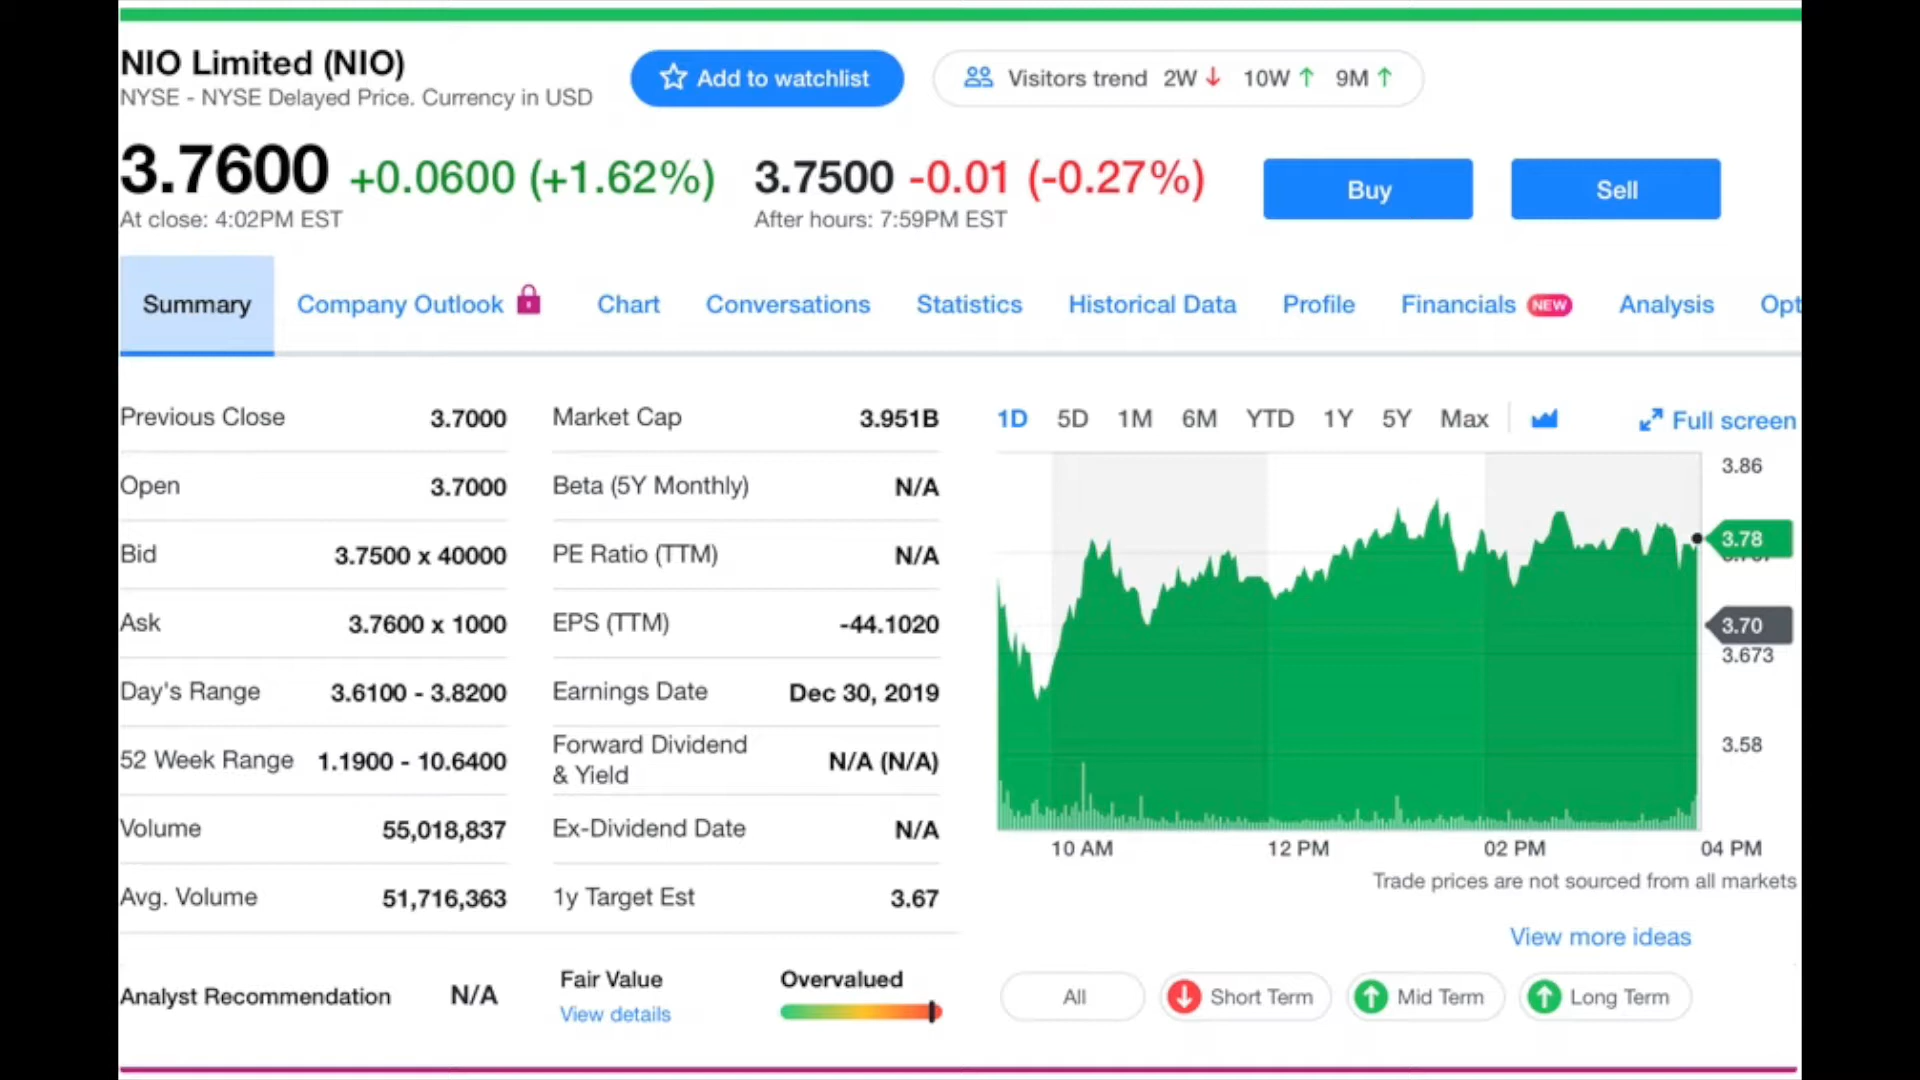 NIO Limited (NIO)
NYSE - NYSE Delayed Price. Currency in USD
Add to watchlist
Visitors trend 2W 10W 9M
3.7600 +0.0600 (+1.62%)
At close: 4:02PM EST
3.7500 -0.01 (-0.27%)
After hours: 7:59PM EST
Buy
Sell
Summary
Company Outlook
Chart
Conversations
Statistics
Historical Data
Profile
Financials NEW
Analysis
Opt
Previous Close 3.7000
Open 3.7000
Bid 3.7500 x 40000
Ask 3.7600 x 1000
Day's Range 3.6100 - 3.8200
52 Week Range 1.1900 - 10.6400
Volume 55,018,837
Avg. Volume 51,716,363
Market Cap 3.951B
Beta (5Y Monthly) N/A
PE Ratio (TTM) N/A
EPS (TTM) -44.1020
Earnings Date Dec 30, 2019
Forward Dividend
& Yield N/A (N/A)
Ex-Dividend Date N/A
1y Target Est 3.67
1D 5D 1M 6M YTD 1Y 5Y Max
Full screen
3.86
3.78
3.70
3.673
3.58
10 AM 12 PM 02 PM 04 PM
Trade prices are not sourced from all markets
View more ideas
Analyst Recommendation N/A
Fair Value
View details
Overvalued
All
Short Term
Mid Term
Long Term